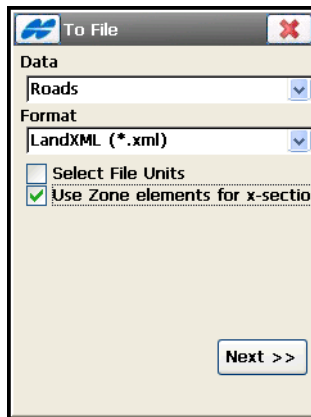 To File
Data
Roads
Format
LandXML (*.xml)
Select File Units
Use Zone elements for x-sectio
Next >>